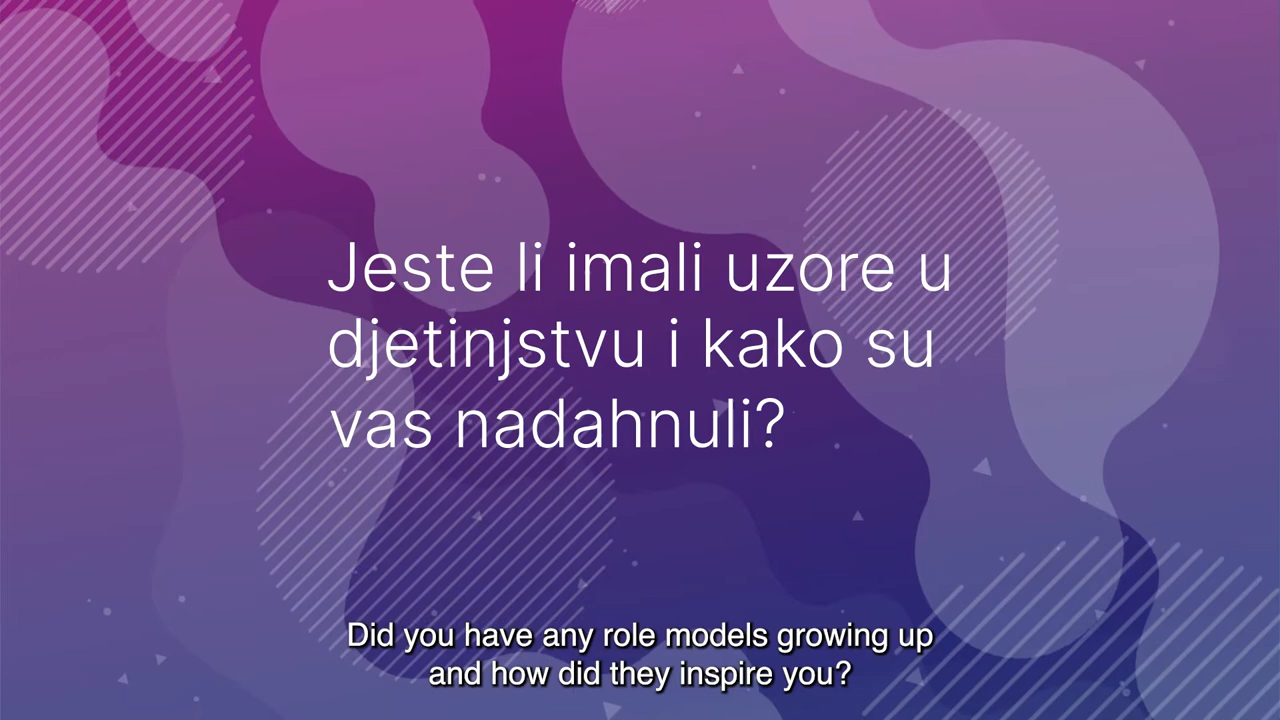 Jeste li imali uzore u
djetinjstvu i kako su
vas nadahnuli?
Did you have any role models growing up
and how did they inspire you?